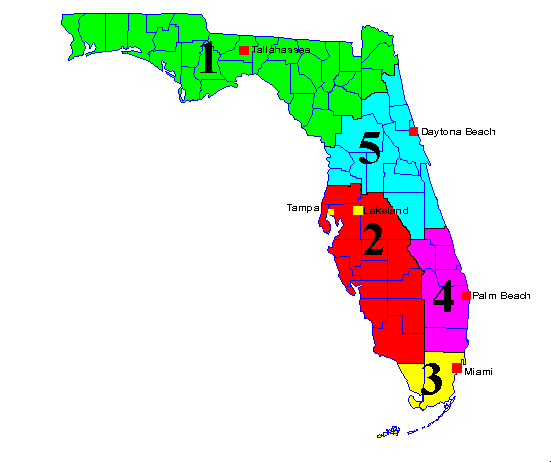 1
Tallahassee
Daytona Beach
5
Tampa
Lakeland
2
4
Palm Beach
Miami
3